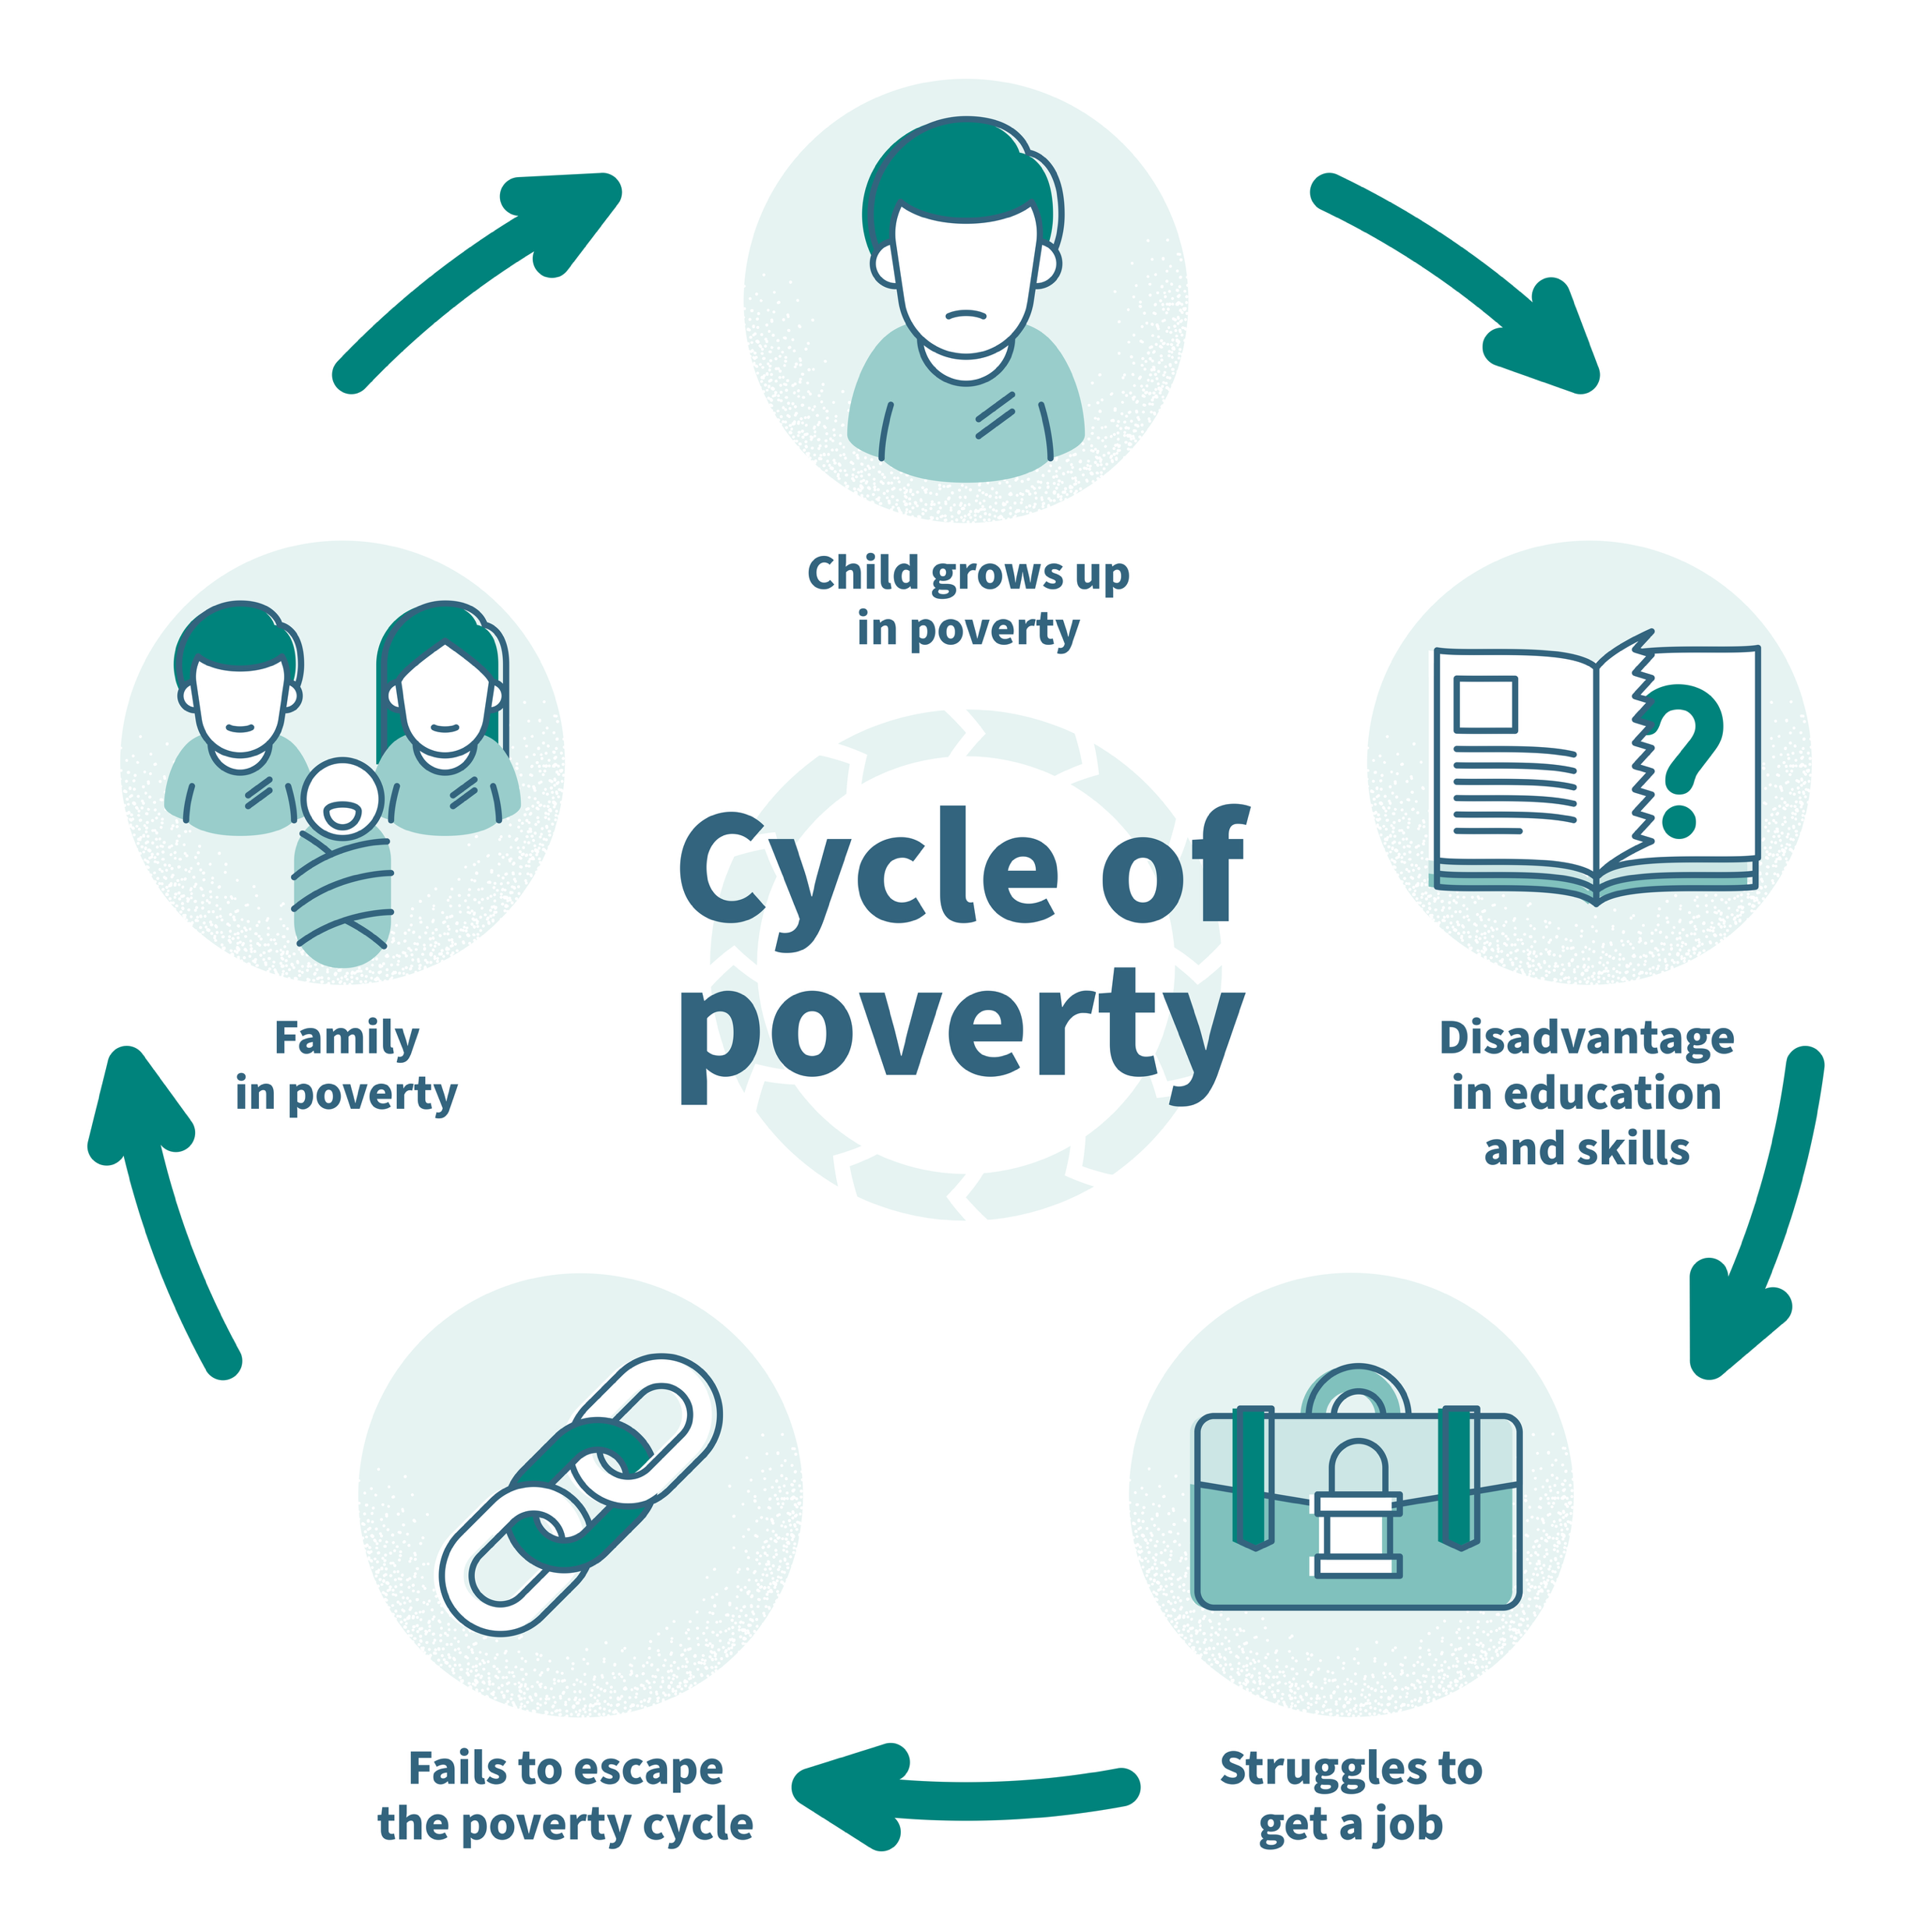 Cycle of
poverty
Child grows up
in poverty
Disadvantage
in education
and skills
Struggles to
get a job
Fails to escape
the poverty cycle
Family
in poverty
?